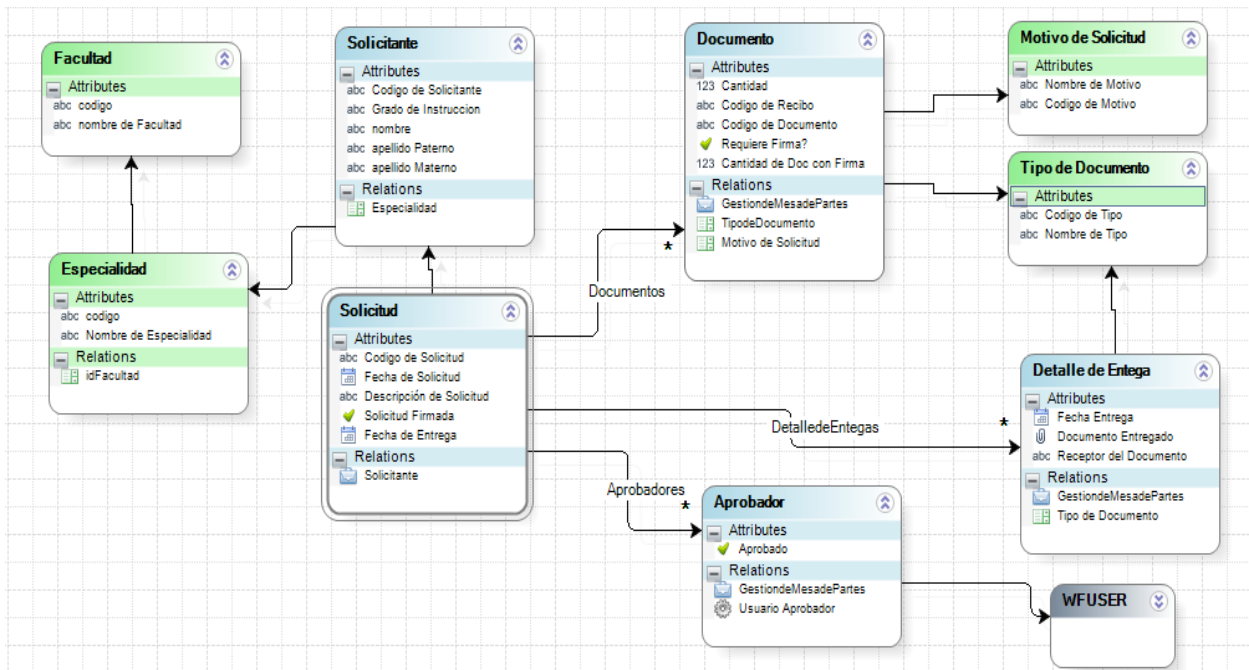 Facultad
Attributes
abc codigo
abc nombre de Facultad
Solicitante
Attributes
abc Codigo de Solicitante
abc Grado de Instruccion
abc nombre
abc apellido Paterno
abc apellido Materno
Relations
Especialidad
Documento
Attributes
123 Cantidad
abc Codigo de Recibo
abc Codigo de Documento
Requiere Firma?
123 Cantidad de Doc con Firma
Relations
GestiondeMesadePartes
TipodeDocumento
Motivo de Solicitud
Motivo de Solicitud
Attributes
abc Nombre de Motivo
abc Codigo de Motivo
Tipo de Documento
Attributes
abc Codigo de Tipo
abc Nombre de Tipo
Especialidad
Attributes
abc codigo
abc Nombre de Especialidad
Relations
idFacultad
Solicitud
Attributes
abc Codigo de Solicitud
Fecha de Solicitud
abc Descripción de Solicitud
Solicitud Firmada
Fecha de Entrega
Relations
Solicitante
*
Documentos
*
DetalledeEntegas
*
Aprobadores
Detalle de Entega
Attributes
Fecha Entrega
Documento Entregado
abc Receptor del Documento
Relations
GestiondeMesadePartes
Tipo de Documento
Aprobador
Attributes
Aprobado
Relations
GestiondeMesadePartes
Usuario Aprobador
WFUSER